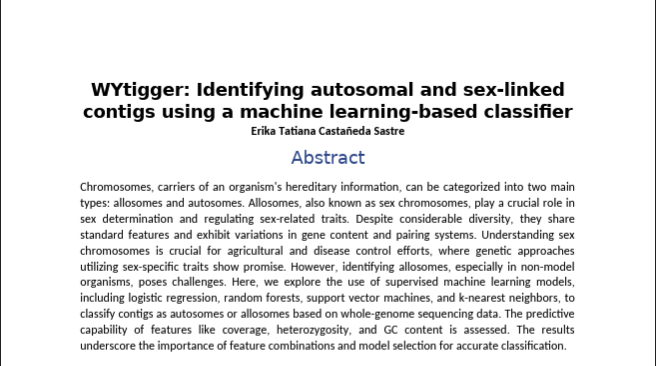 WYtigger: Identifying autosomal and sex-linked
contigs using a machine learning-based classifier
Erika Tatiana Castañeda Sastre
Abstract
Chromosomes, carriers of an organism's hereditary information, can be categorized into two main
types: allosomes and autosomes. Allosomes, also known as sex chromosomes, play a crucial role in
sex determination and regulating sex-related traits. Despite considerable diversity, they share
standard features and exhibit variations in gene content and pairing systems. Understanding sex
chromosomes is crucial for agricultural and disease control efforts, where genetic approaches
utilizing sex-specific traits show promise. However, identifying allosomes, especially in non-model
organisms, poses challenges. Here, we explore the use of supervised machine learning models,
including logistic regression, random forests, support vector machines, and k-nearest neighbors, to
classify contigs as autosomes or allosomes based on whole-genome sequencing data. The predictive
capability of features like coverage, heterozygosity, and GC content is assessed. The results
underscore the importance of feature combinations and model selection for accurate classification.